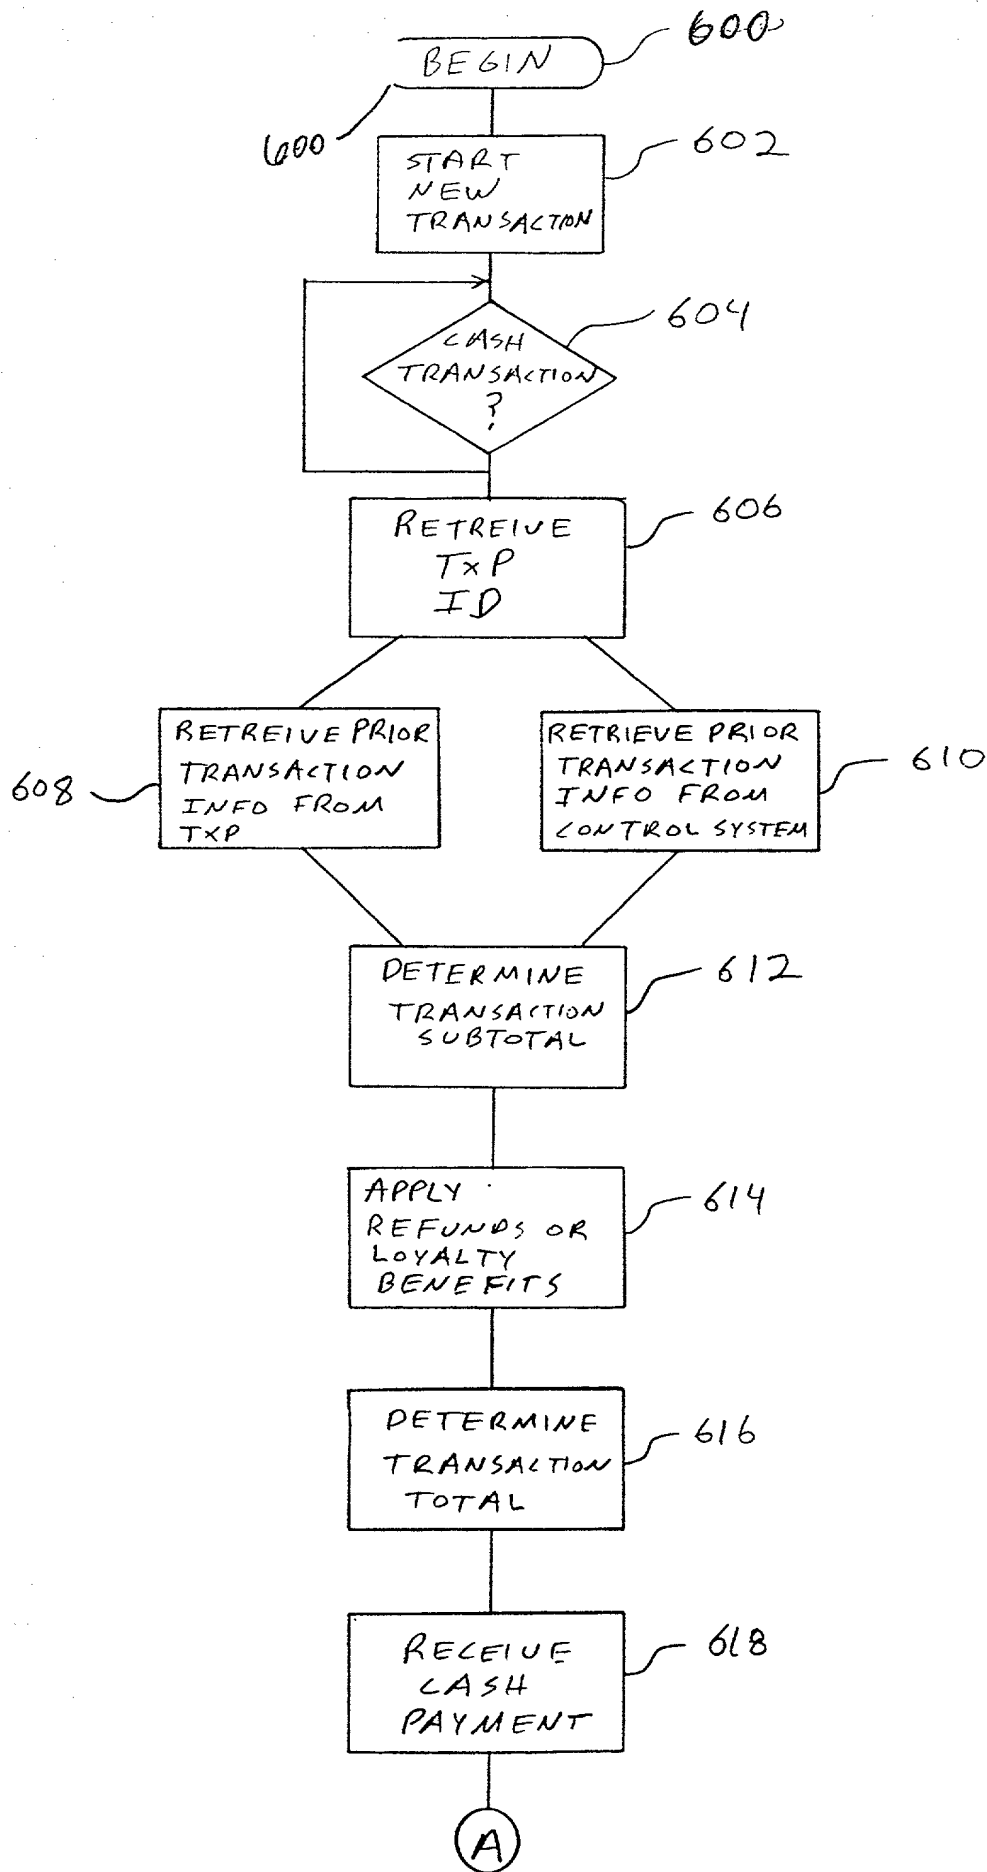 600
BEGIN
600
602
START
NEW
TRANSACTION
604
CASH
TRANSACTION
?
606
RETREIVE
TXP
ID
608
RETREIVE PRIOR
TRANSACTION
INFO FROM
TXP
RETRIEVE PRIOR
TRANSACTION
INFO FROM
CONTROL SYSTEM
610
612
DETERMINE
TRANSACTION
SUBTOTAL
614
APPLY
REFUNDS OR
LOYALTY
BENEFITS
616
DETERMINE
TRANSACTION
TOTAL
618
RECEIVE
CASH
PAYMENT
A